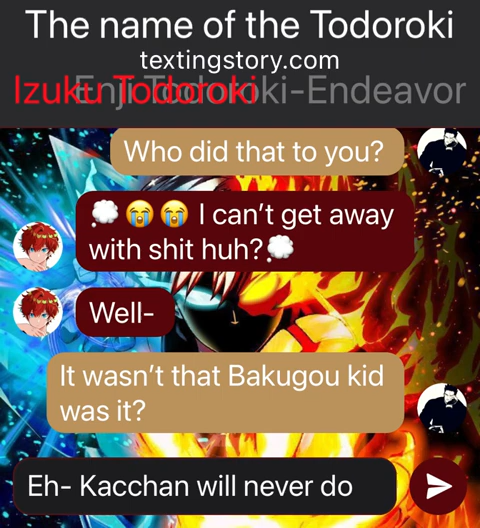 The name of the Todoroki
textingstory.com
Izuku Todoroki
Enji Todoroki-Endeavor
Who did that to you?
💭😭😭 I can’t get away
with shit huh?💭
Well-
It wasn’t that Bakugou kid
was it?
Eh- Kacchan will never do